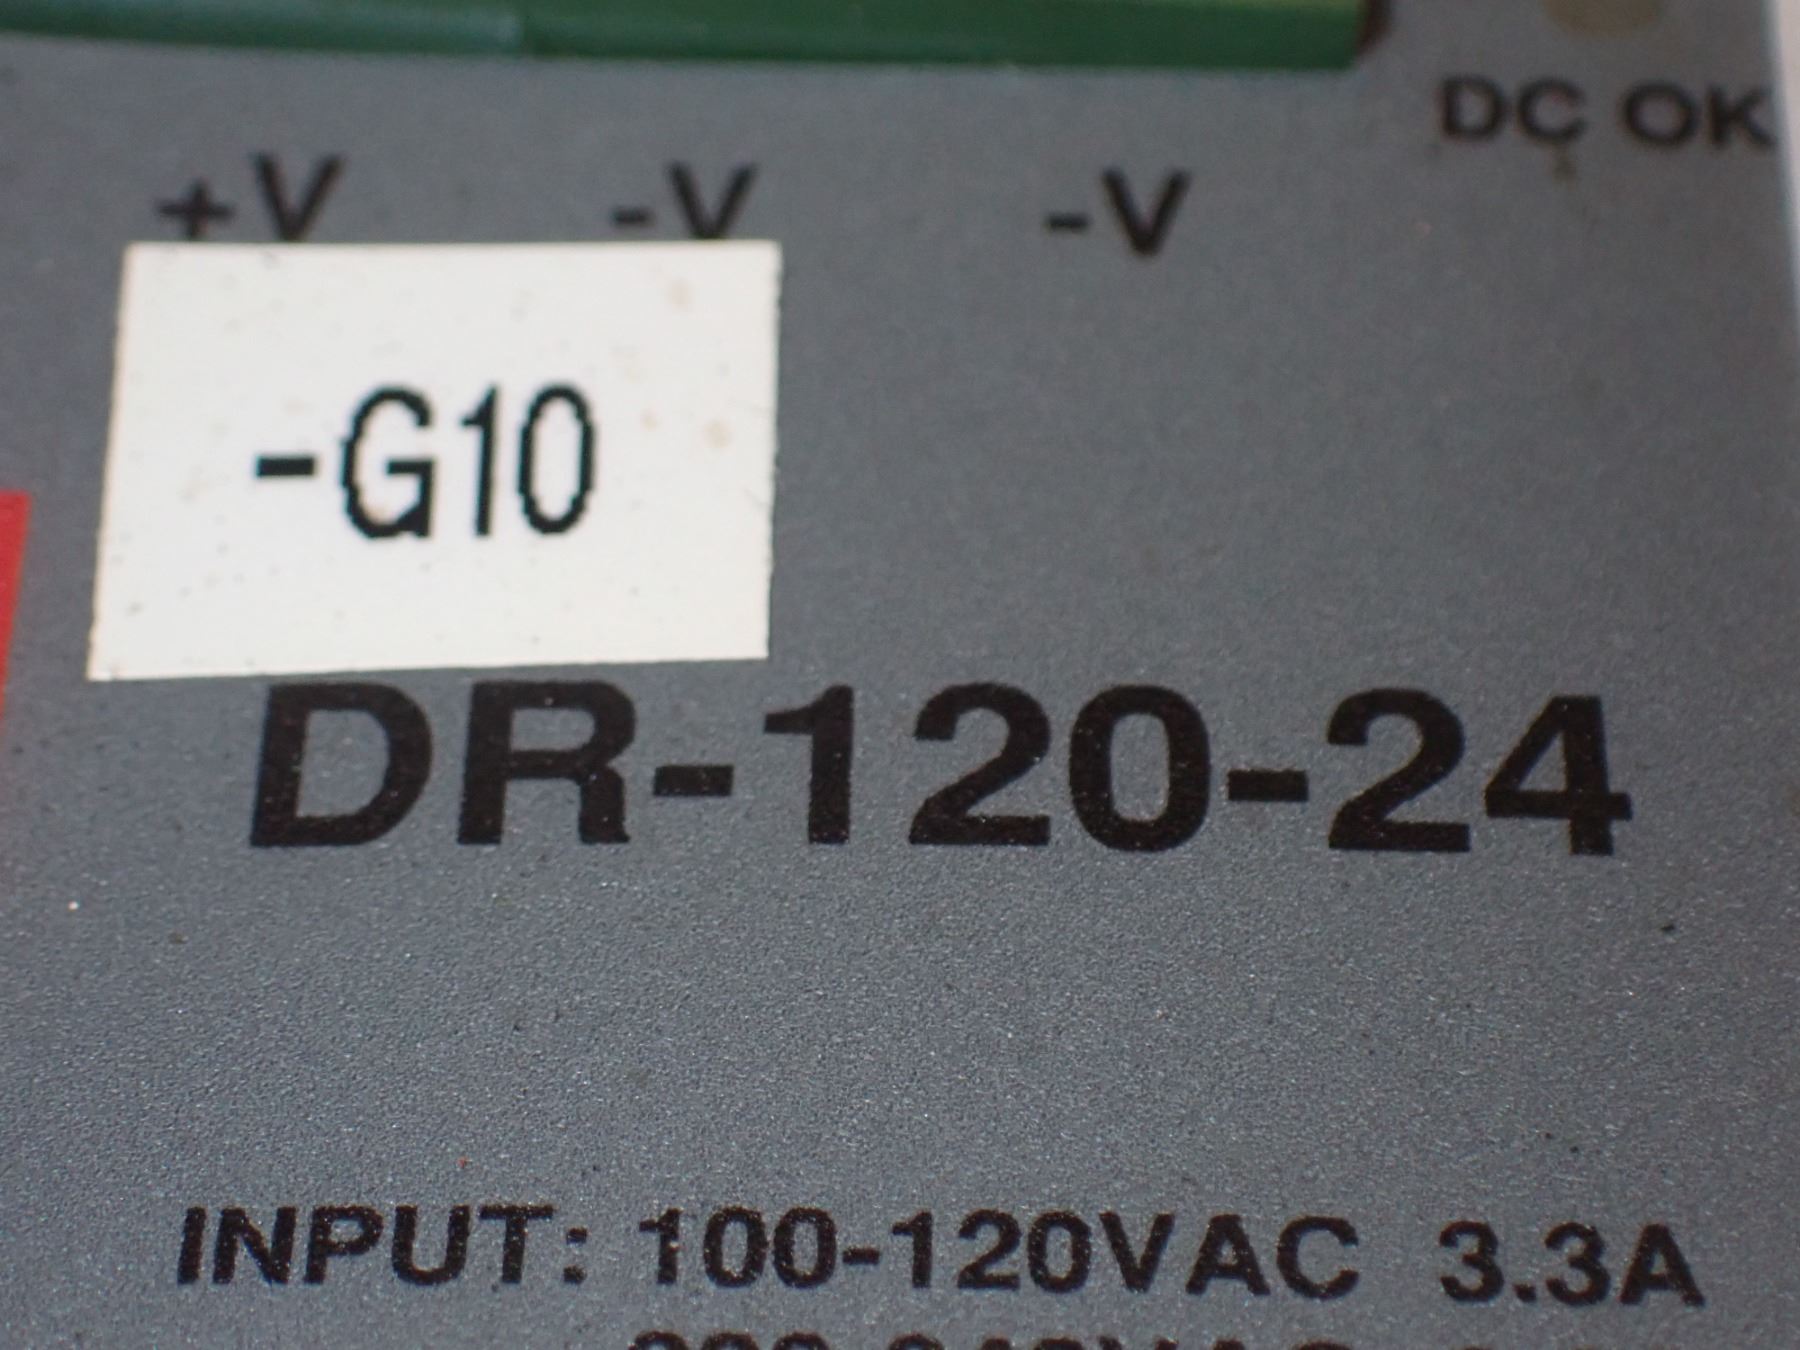 DC OK
+V -V -V
-G10
DR-120-24
INPUT: 100-120VAC 3.3A